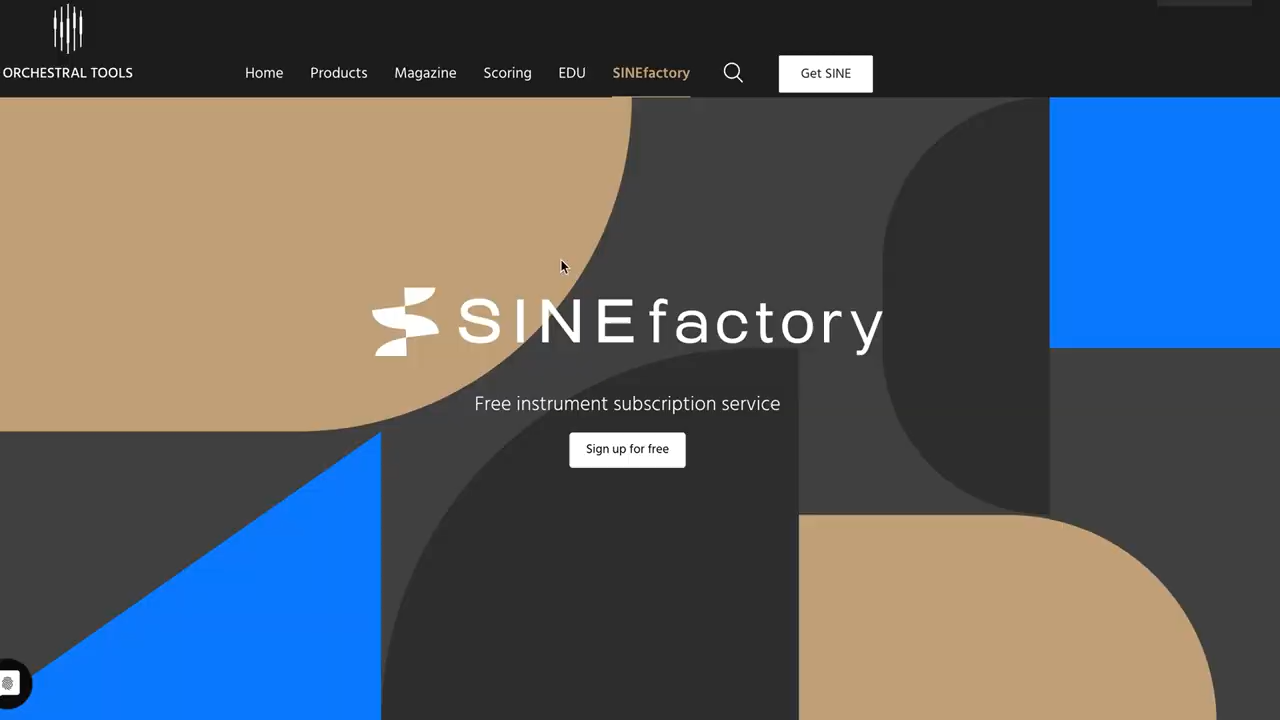 ORCHESTRAL TOOLS
Home Products Magazine Scoring EDU SINEfactory Get SINE
SINEfactory
Free instrument subscription service
Sign up for free